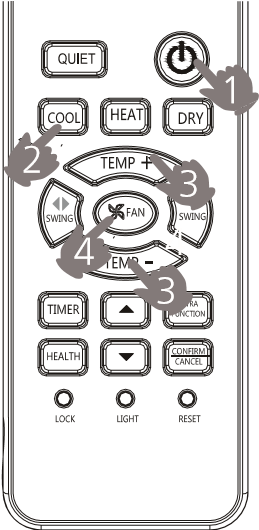 QUIET
1
COOL HEAT DRY
2
TEMP +
3
SWING FAN SWING
4
TEMP -
3
TIMER
FUNCTION
HEALTH CONFIRM
CANCEL
LOCK LIGHT RESET